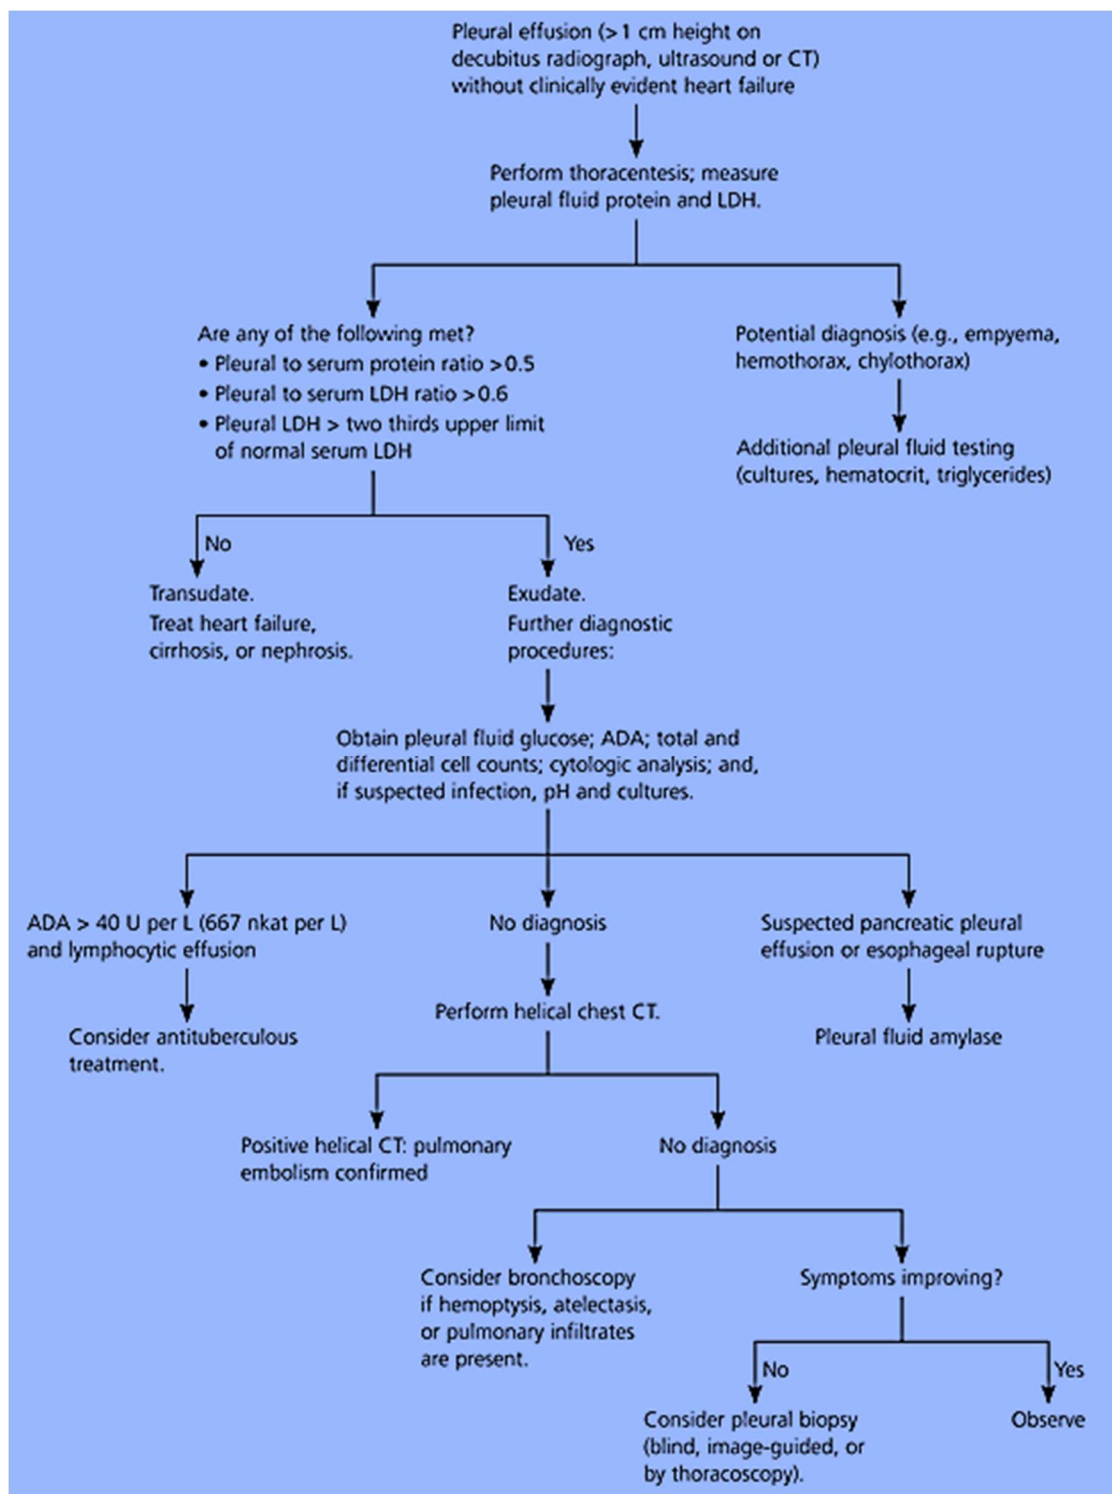 Pleural effusion (>1 cm height on
decubitus radiograph, ultrasound or CT)
without clinically evident heart failure
Perform thoracentesis; measure
pleural fluid protein and LDH.
Are any of the following met?
• Pleural to serum protein ratio >0.5
• Pleural to serum LDH ratio >0.6
• Pleural LDH > two thirds upper limit
of normal serum LDH
Potential diagnosis (e.g., empyema,
hemothorax, chylothorax)
Additional pleural fluid testing
(cultures, hematocrit, triglycerides)
No
Yes
Transudate.
Treat heart failure,
cirrhosis, or nephrosis.
Exudate.
Further diagnostic
procedures:
Obtain pleural fluid glucose; ADA; total and
differential cell counts; cytologic analysis; and,
if suspected infection, pH and cultures.
ADA > 40 U per L (667 nkat per L)
and lymphocytic effusion
No diagnosis
Suspected pancreatic pleural
effusion or esophageal rupture
Consider antituberculous
treatment.
Perform helical chest CT.
Pleural fluid amylase
Positive helical CT: pulmonary
embolism confirmed
No diagnosis
Consider bronchoscopy
if hemoptysis, atelectasis,
or pulmonary infiltrates
are present.
Symptoms improving?
No
Yes
Consider pleural biopsy
(blind, image-guided, or
by thoracoscopy).
Observe